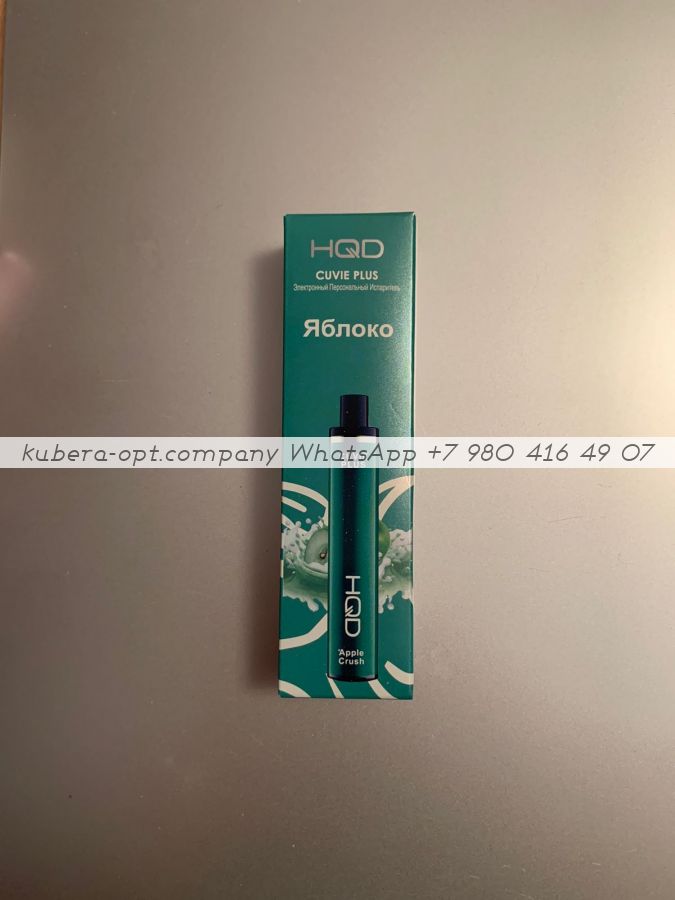 HQD
CUVIE PLUS
Электронный Персональный Испаритель
Яблоко
kubera-opt.company WhatsApp +7 980 416 49 07
PLUS
HQD
Apple
Crush